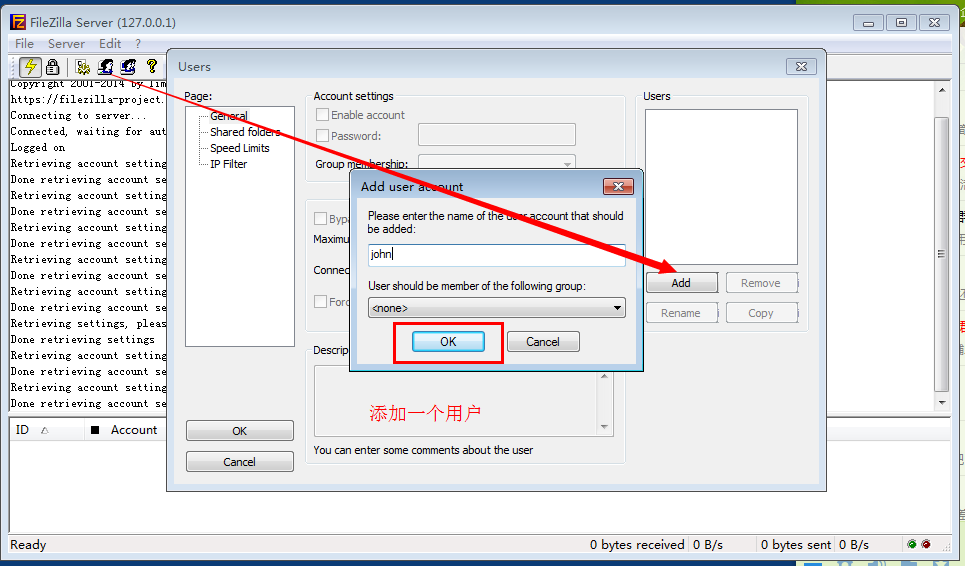 FileZilla Server (127.0.0.1)
File Server Edit ?
Copyright 2001-2014 by Tim
https://filezilla-project.
Connecting to server...
Connected, waiting for aut
Logged on
Retrieving account setting
Done retrieving account se
Retrieving account setting
Done retrieving account se
Retrieving account setting
Done retrieving account se
Retrieving account setting
Done retrieving account se
Retrieving account setting
Done retrieving account se
Retrieving settings, pleas
Done retrieving settings
Retrieving account setting
Done retrieving account se
Retrieving account setting
Done retrieving account se
Users
Page:
General
Shared folders
Speed Limits
IP Filter
OK
Cancel
Account settings
Enable account
Password:
Group membership:
Bypa
Maximu
Connec
Forc
Descrip
添加一个用户
You can enter some comments about the user
Users
Add Remove
Rename Copy
Add user account
Please enter the name of the user account that should
be added:
john
User should be member of the following group:
<none>
OK Cancel
ID Account
Ready 0 bytes received 0 B/s 0 bytes sent 0 B/s